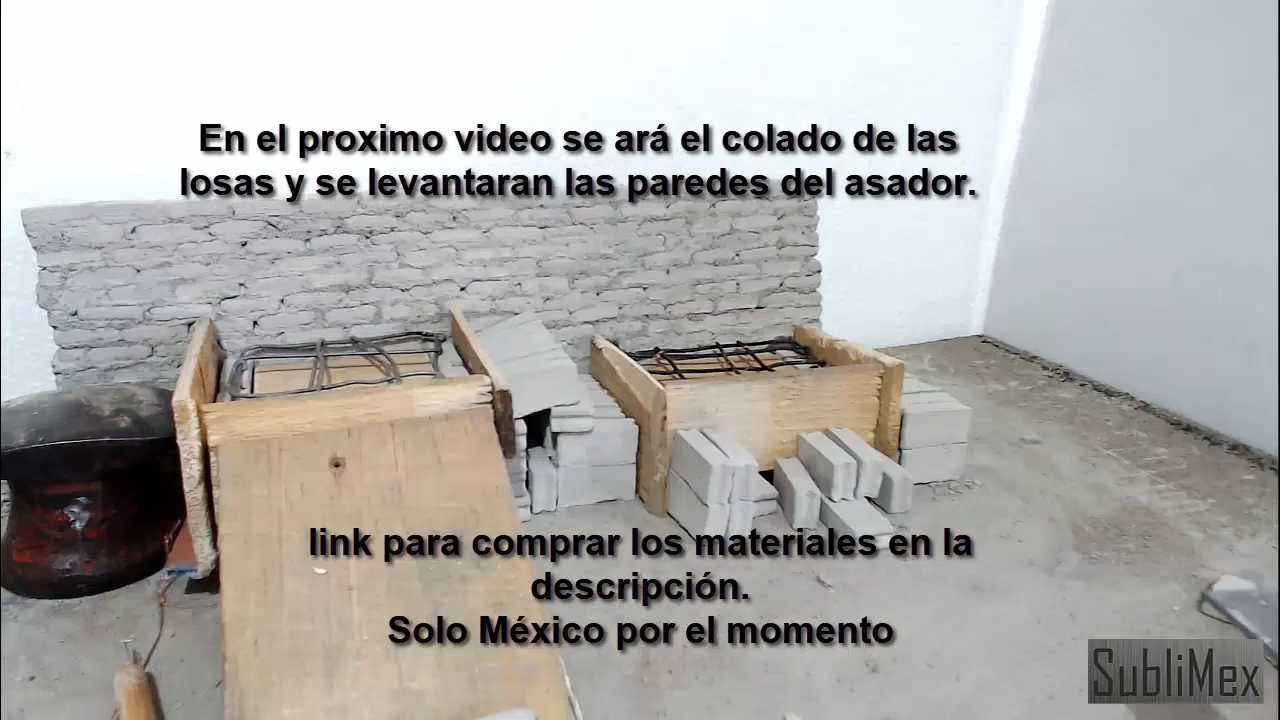 En el proximo video se ará el colado de las
losas y se levantaran las paredes del asador.
link para comprar los materiales en la
descripción.
Solo México por el momento
SubliMex